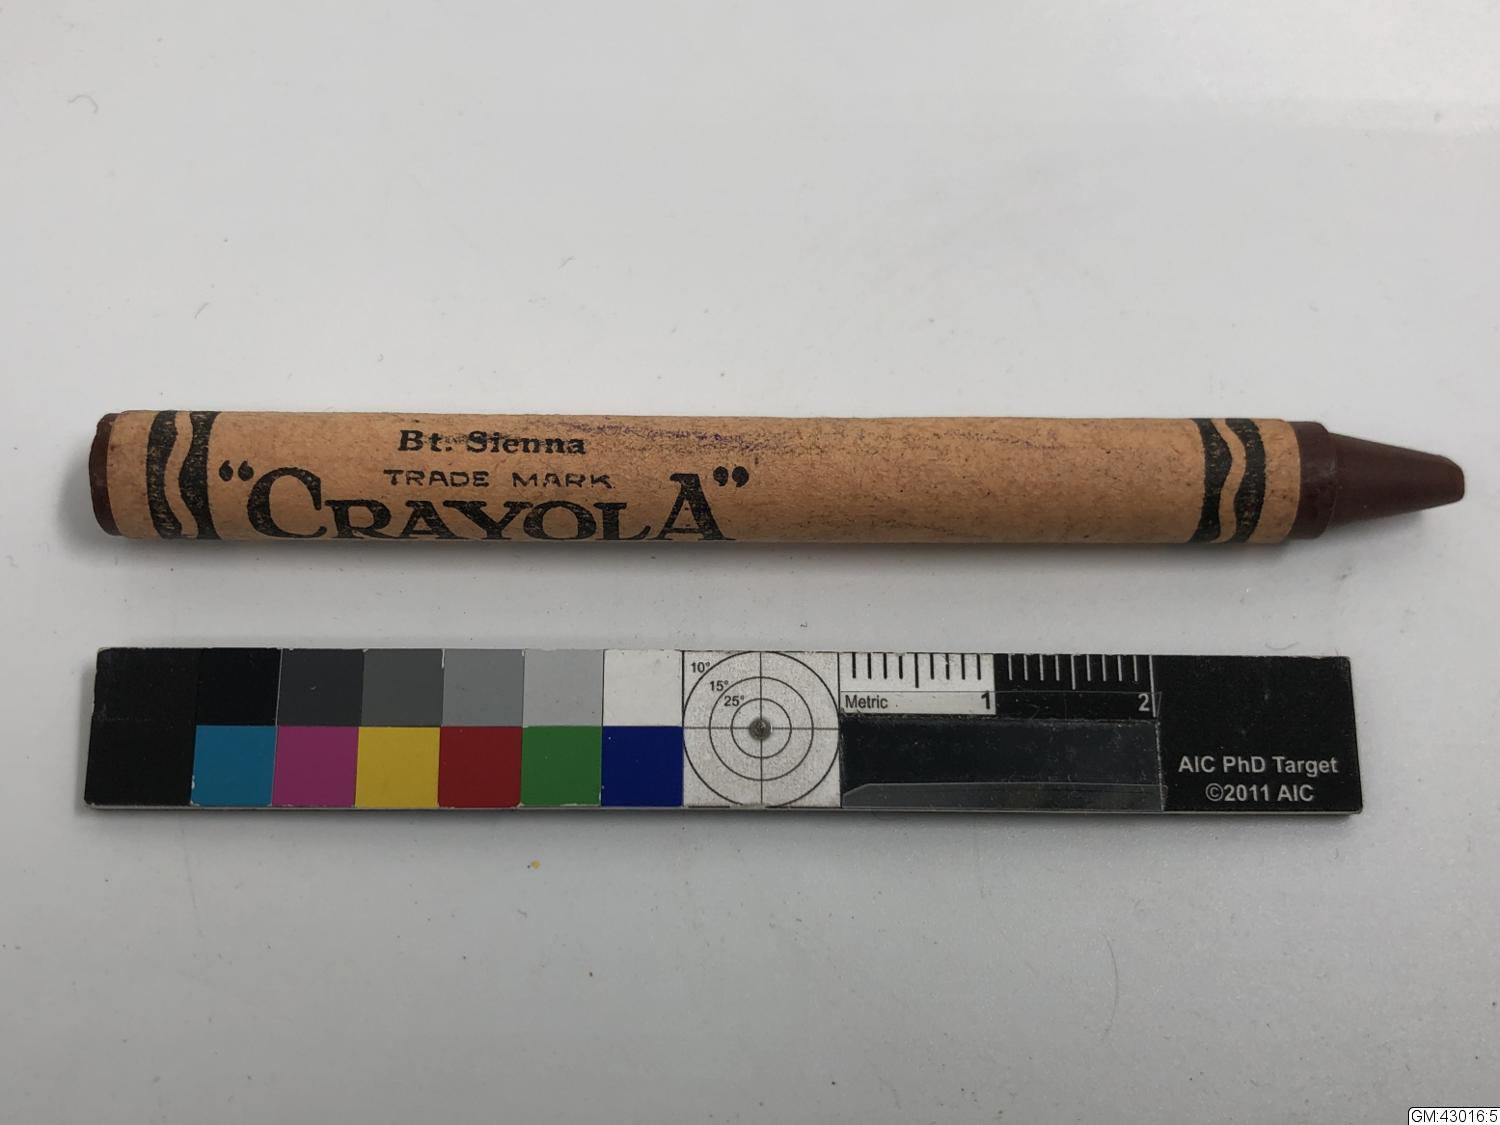 Bt. Sienna
TRADE MARK
“CRAYOLA”
10°
15°
25°
Metric
1
2
AIC PhD Target
©2011 AIC
GM:43016:5